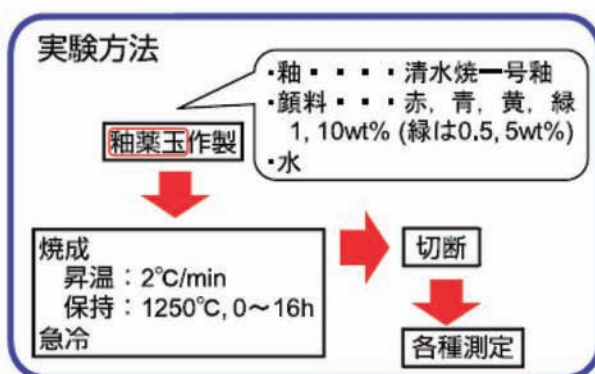 実験方法
・釉・・・・清水焼一号釉
・顔料・・・赤, 青, 黄, 緑
1, 10wt% (緑は0.5, 5wt%)
・水
釉薬玉作製
焼成
昇温：2℃/min
保持：1250℃, 0～16h
急冷
切断
各種測定